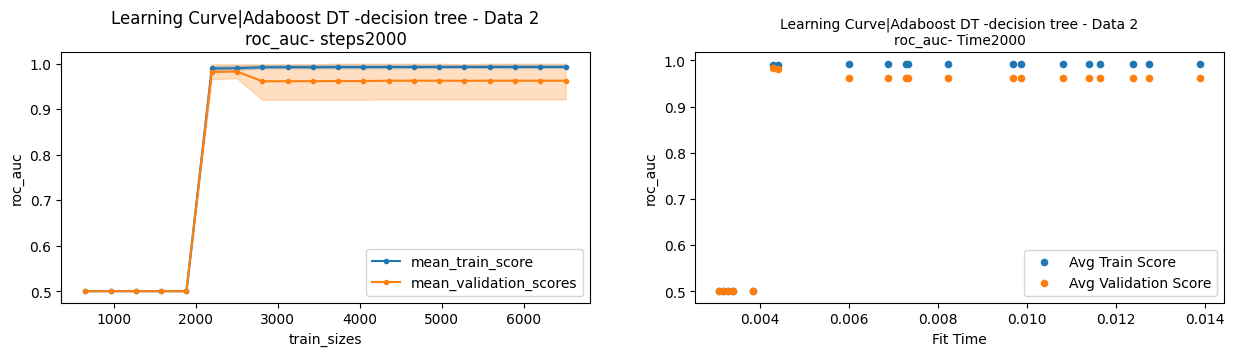 Learning Curve|Adaboost DT -decision tree - Data 2
roc_auc- steps2000
1.0
0.9
0.8
0.7
0.6
0.5
roc_auc
1000
2000
3000
4000
5000
6000
train_sizes
mean_train_score
mean_validation_scores
Learning Curve|Adaboost DT -decision tree - Data 2
roc_auc- Time2000
1.0
0.9
0.8
0.7
0.6
0.5
roc_auc
0.004
0.006
0.008
0.010
0.012
0.014
Fit Time
Avg Train Score
Avg Validation Score